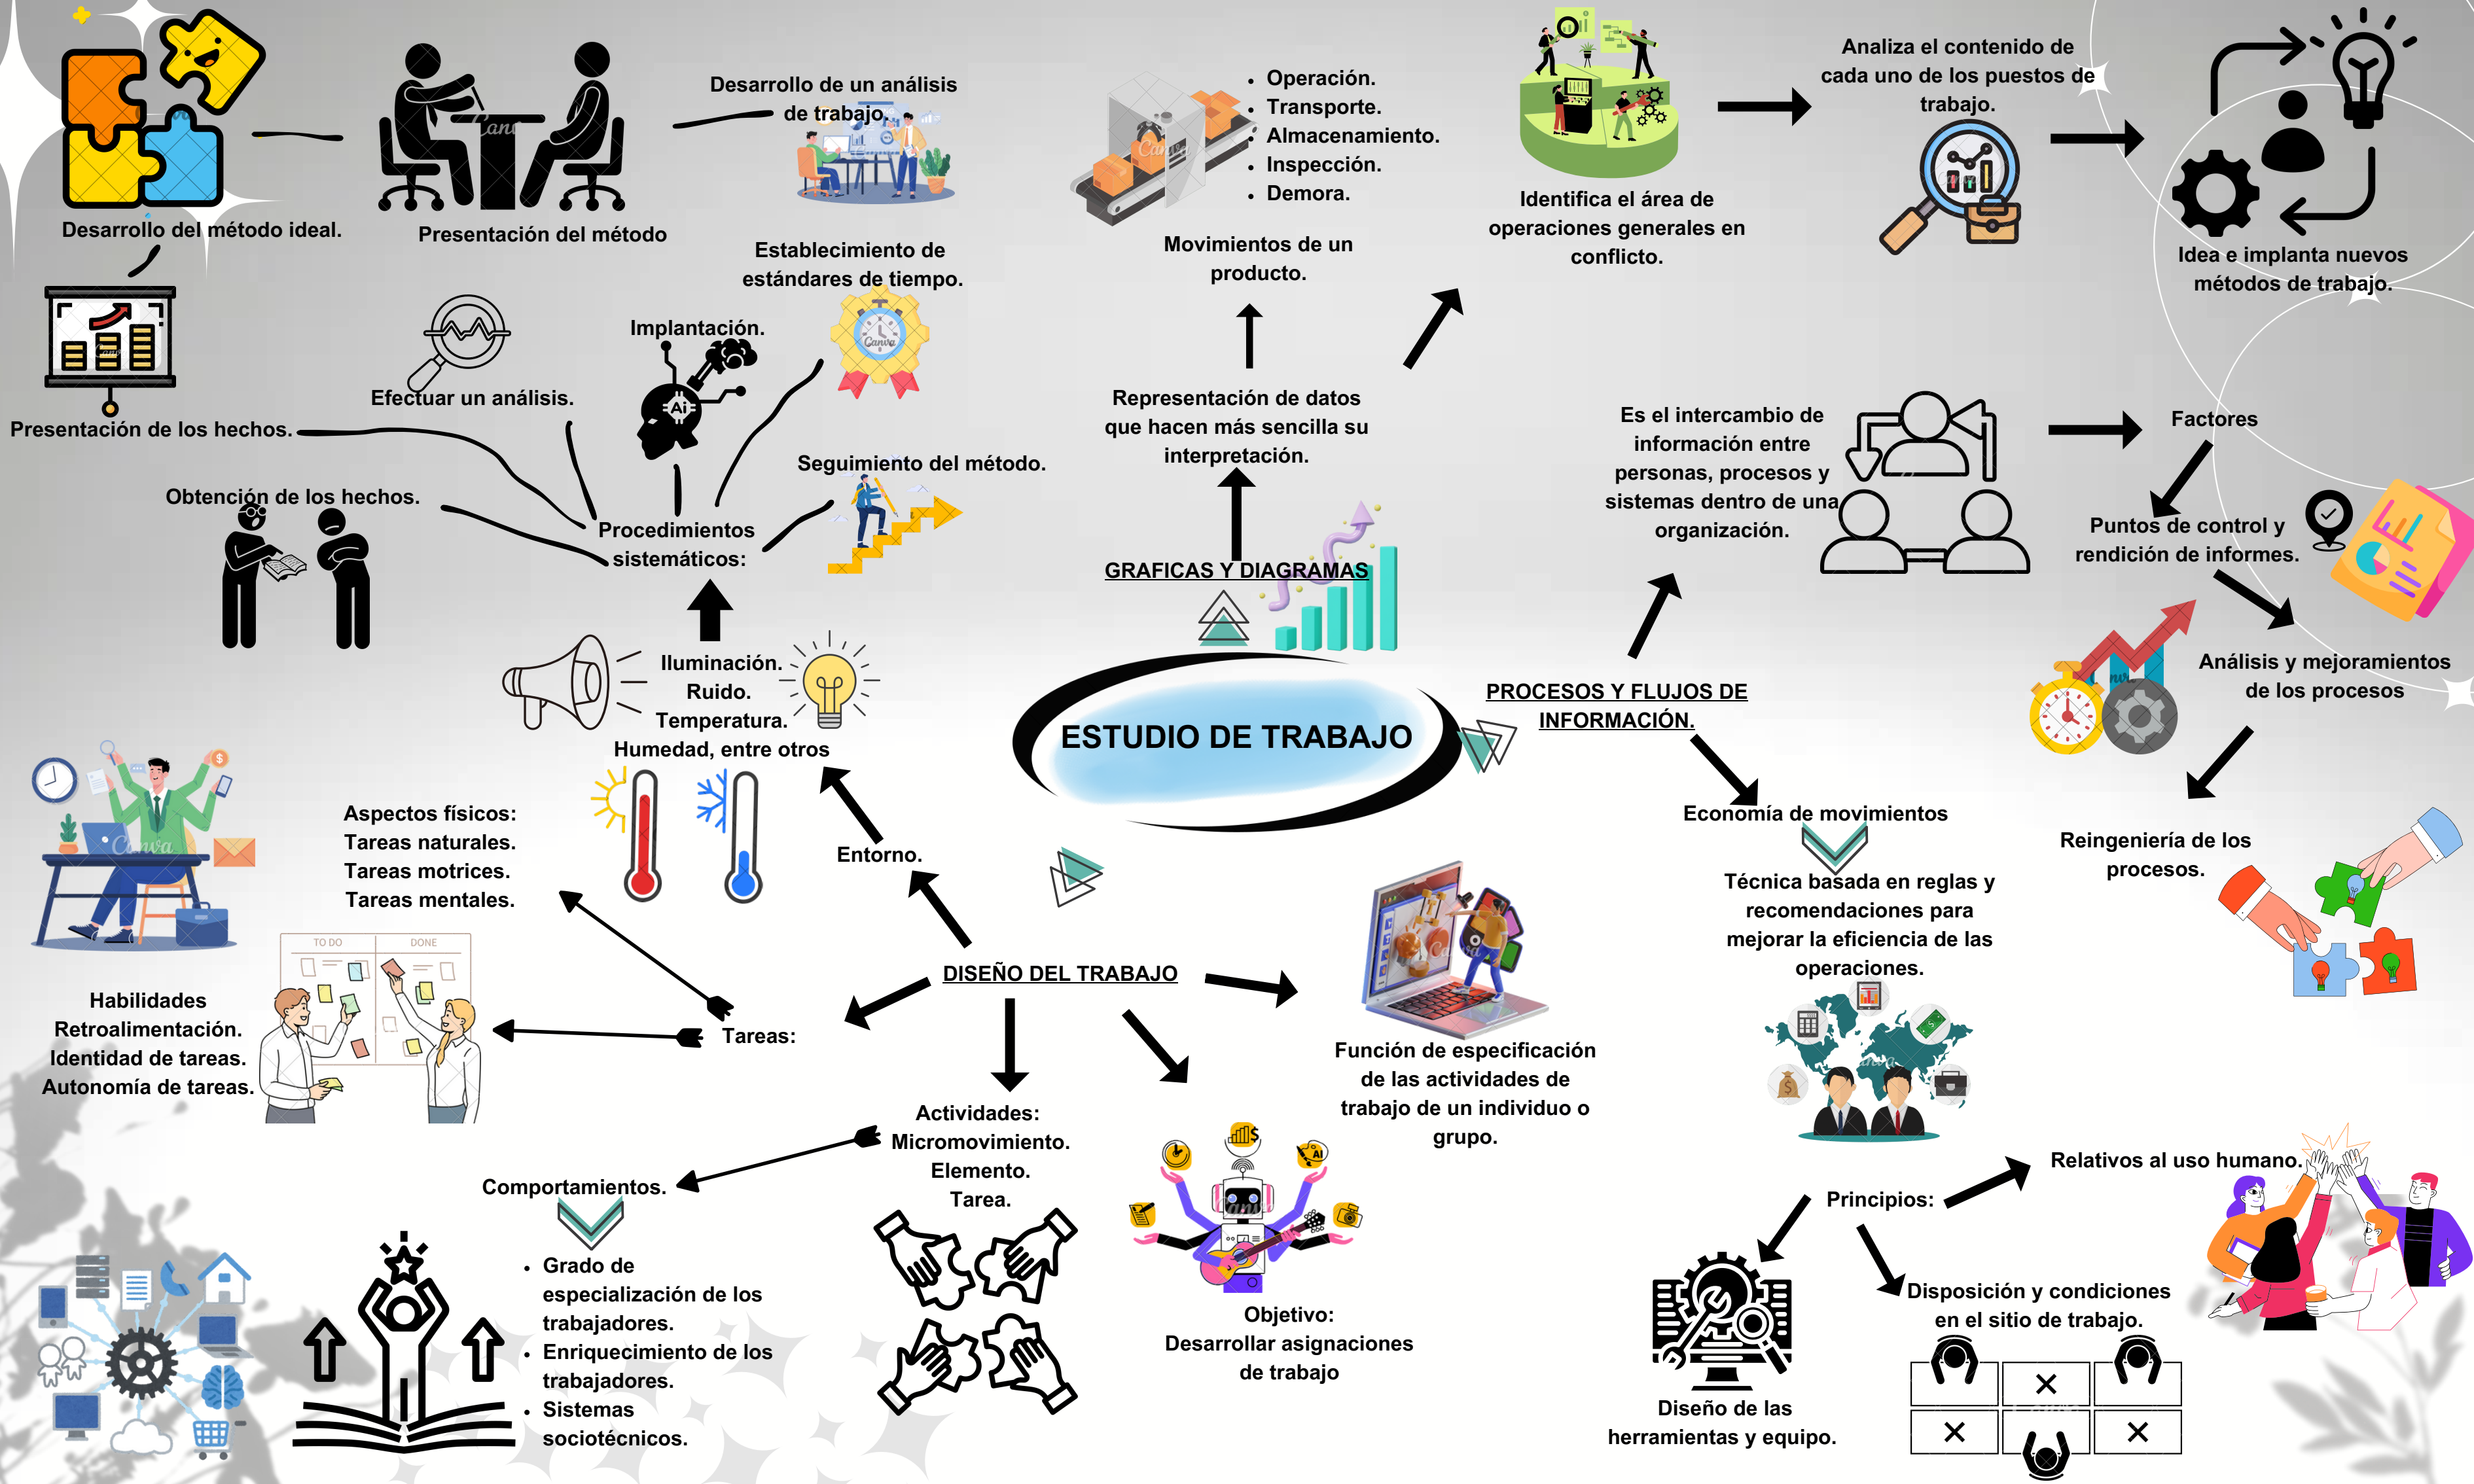 Desarrollo del método ideal.
Presentación del método
Desarrollo de un análisis
de trabajo.
Establecimiento de
estándares de tiempo.
Implantación.
Ai
Efectuar un análisis.
Presentación de los hechos.
Obtención de los hechos.
Seguimiento del método.
Procedimientos
sistemáticos:
Iluminación.
Ruido.
Temperatura.
Humedad, entre otros
Entorno.
Operación.
Transporte.
Almacenamiento.
Inspección.
Demora.
Movimientos de un
producto.
Representación de datos
que hacen más sencilla su
interpretación.
GRAFICAS Y DIAGRAMAS
Identifica el área de
operaciones generales en
conflicto.
Analiza el contenido de
cada uno de los puestos de
trabajo.
Idea e implanta nuevos
métodos de trabajo.
Es el intercambio de
información entre
personas, procesos y
sistemas dentro de una
organización.
Factores
Puntos de control y
rendición de informes.
Análisis y mejoramientos
de los procesos
Reingeniería de los
procesos.
ESTUDIO DE TRABAJO
PROCESOS Y FLUJOS DE
INFORMACIÓN.
Economía de movimientos
Técnica basada en reglas y
recomendaciones para
mejorar la eficiencia de las
operaciones.
Principios:
Relativos al uso humano.
Disposición y condiciones
en el sitio de trabajo.
Diseño de las
herramientas y equipo.
DISEÑO DEL TRABAJO
Función de especificación
de las actividades de
trabajo de un individuo o
grupo.
AI
Objetivo:
Desarrollar asignaciones
de trabajo
Actividades:
Micromovimiento.
Elemento.
Tarea.
Comportamientos.
Grado de
especialización de los
trabajadores.
Enriquecimiento de los
trabajadores.
Sistemas
sociotécnicos.
Tareas:
Aspectos físicos:
Tareas naturales.
Tareas motrices.
Tareas mentales.
TO DO
DONE
Habilidades
Retroalimentación.
Identidad de tareas.
Autonomía de tareas.
Canva
Canva
Canva